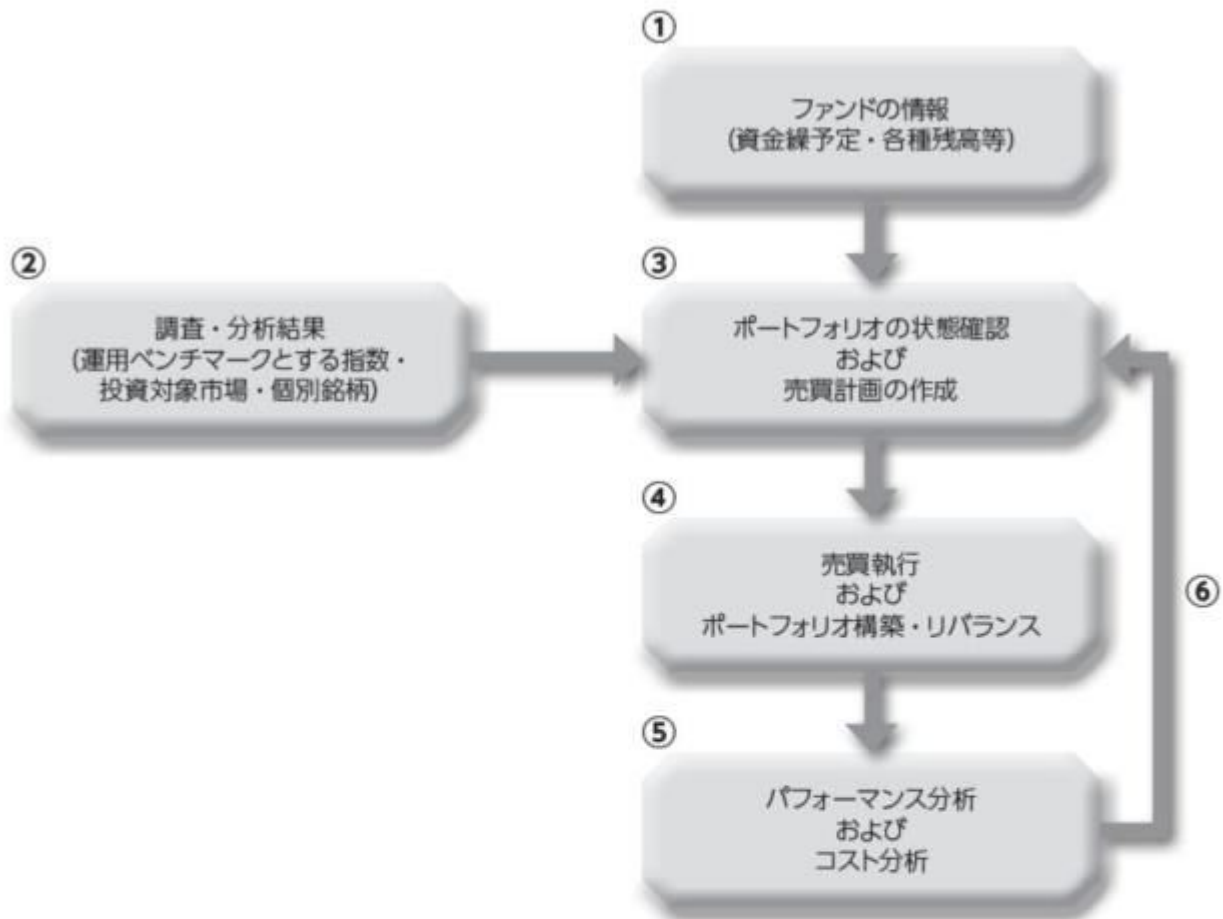 ①
ファンドの情報
(資金繰予定・各種残高等)
②
調査・分析結果
(運用ベンチマークとする指数・
投資対象市場・個別銘柄)
③
ポートフォリオの状態確認
および
売買計画の作成
④
売買執行
および
ポートフォリオ構築・リバランス
⑤
パフォーマンス分析
および
コスト分析
⑥